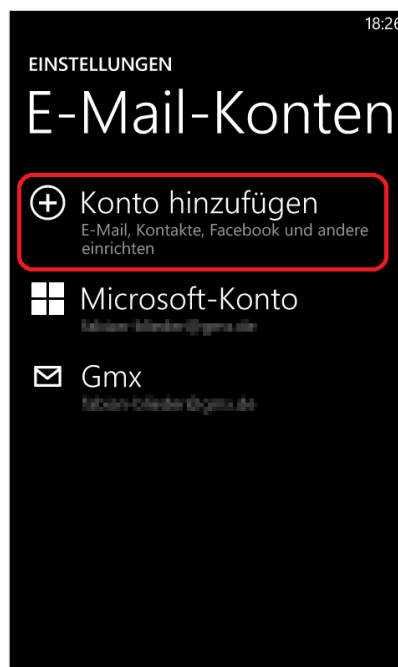 18:26
EINSTELLUNGEN
E-Mail-Konten
Konto hinzufügen
E-Mail, Kontakte, Facebook und andere
einrichten
Microsoft-Konto
Gmx